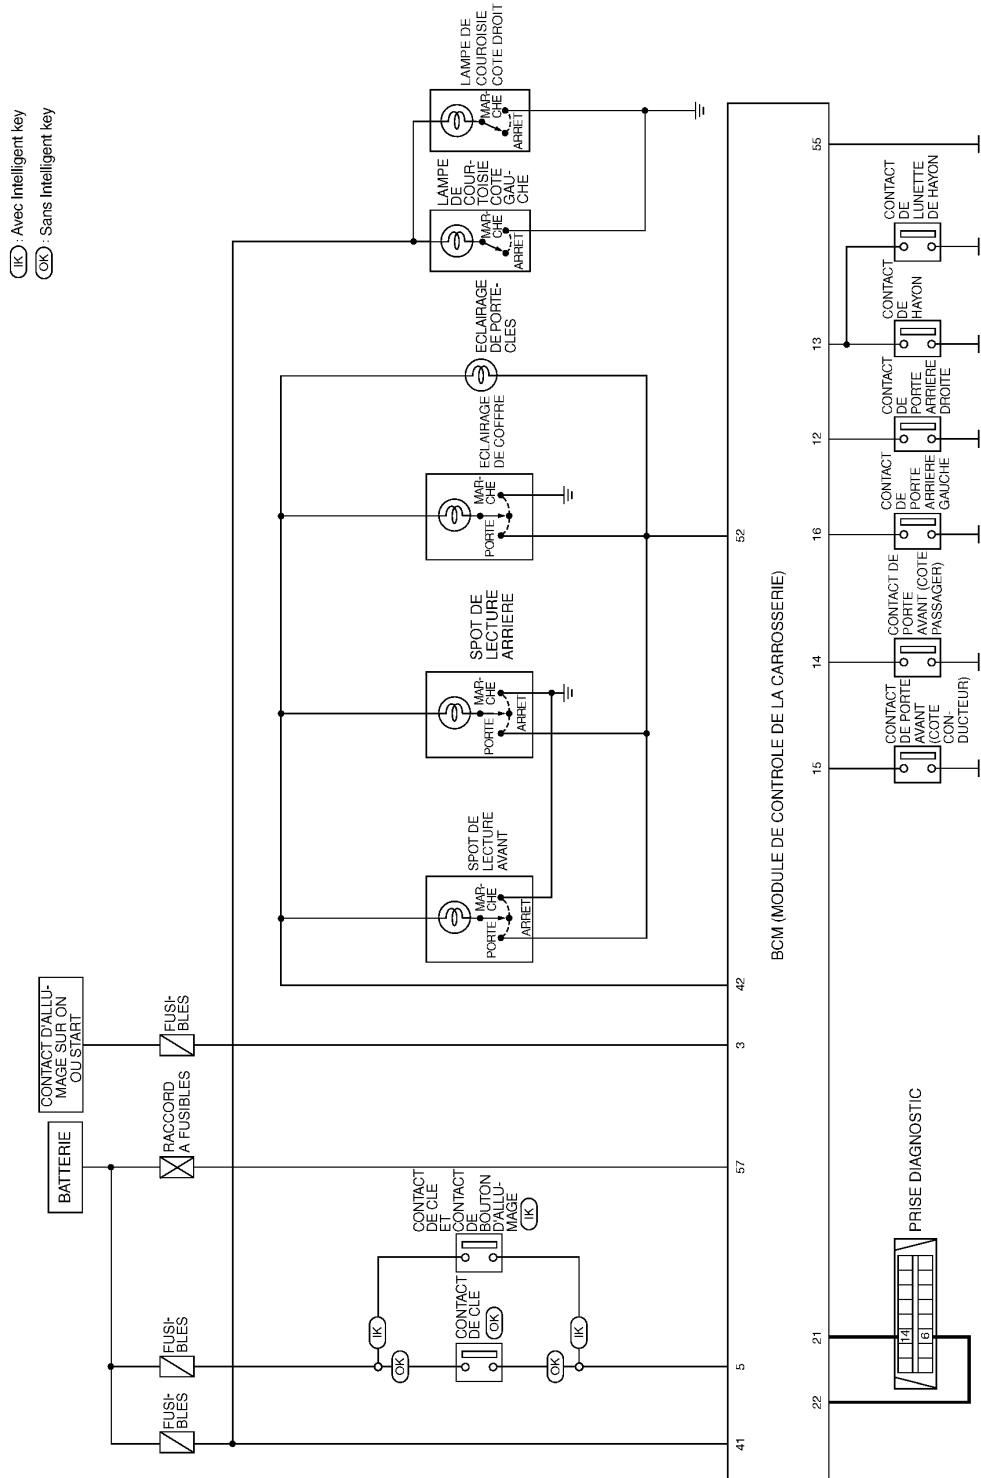 IK : Avec Intelligent key
OK : Sans Intelligent key
BATTERIE
CONTACT D'ALLU-
MAGE SUR ON
OU START
FUSI-
BLES
FUSI-
BLES
RACCORD
A FUSIBLES
FUSI-
BLES
IK
OK
CONTACT
DE CLE
OK
OK
IK
CONTACT
DE CLE
ET
CONTACT
DE
BOUTON
D'ALLU-
MAGE
IK
SPOT DE
LECTURE
AVANT
PORTE
MAR-
CHE
ARRET
SPOT DE
LECTURE
ARRIERE
PORTE
MAR-
CHE
ARRET
ECLAIRAGE
DE COFFRE
PORTE
MAR-
CHE
ECLAIRAGE
DE PORTE-
CLES
LAMPE
DE
COUR-
TOISIE
COTE
GAU-
CHE
MAR-
CHE
ARRET
LAMPE DE
COUROISIE
COTE DROIT
MAR-
CHE
ARRET
41
5
57
3
42
52
BCM (MODULE DE CONTROLE DE LA CARROSSERIE)
22
21
15
14
16
12
13
55
14
6
PRISE DIAGNOSTIC
CONTACT
DE PORTE
AVANT
(COTE
CON-
DUCTEUR)
CONTACT DE
PORTE
AVANT (COTE
PASSAGER)
CONTACT
DE
PORTE
ARRIERE
GAUCHE
CONTACT
DE
PORTE
ARRIERE
DROITE
CONTACT
DE
HAYON
CONTACT
DE
LUNETTE
DE HAYON